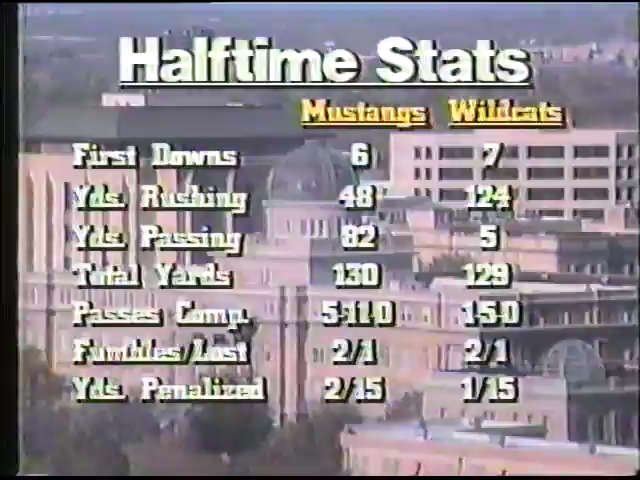 Halftime Stats
Mustangs Wildcats
First Downs 6 7
Yds. Rushing 48 124
Yds. Passing 82 5
Total Yards 130 129
Passes Comp. 5-11-0 1-5-0
Fumbles/Lost 2/1 2/1
Yds. Penalized 2/15 1/15